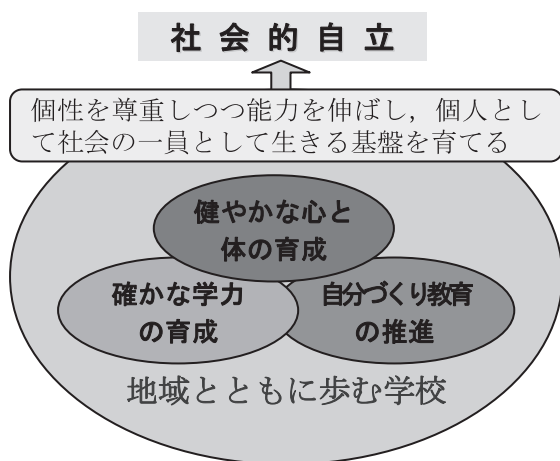 社会的自立
個性を尊重しつつ能力を伸ばし，個人とし
て社会の一員として生きる基盤を育てる
健やかな心と
体の育成
確かな学力
の育成
自分づくり教育
の推進
地域とともに歩む学校